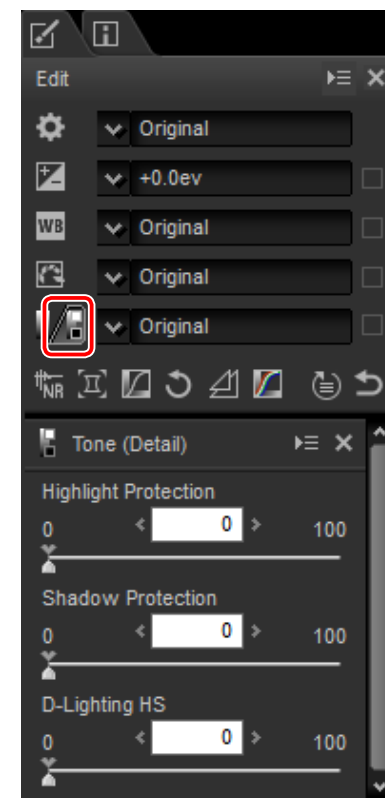 Edit
Original
+0.0ev
WB Original
Original
Original
NR
Tone (Detail)
Highlight Protection
0 0 100
Shadow Protection
0 0 100
D-Lighting HS
0 0 100